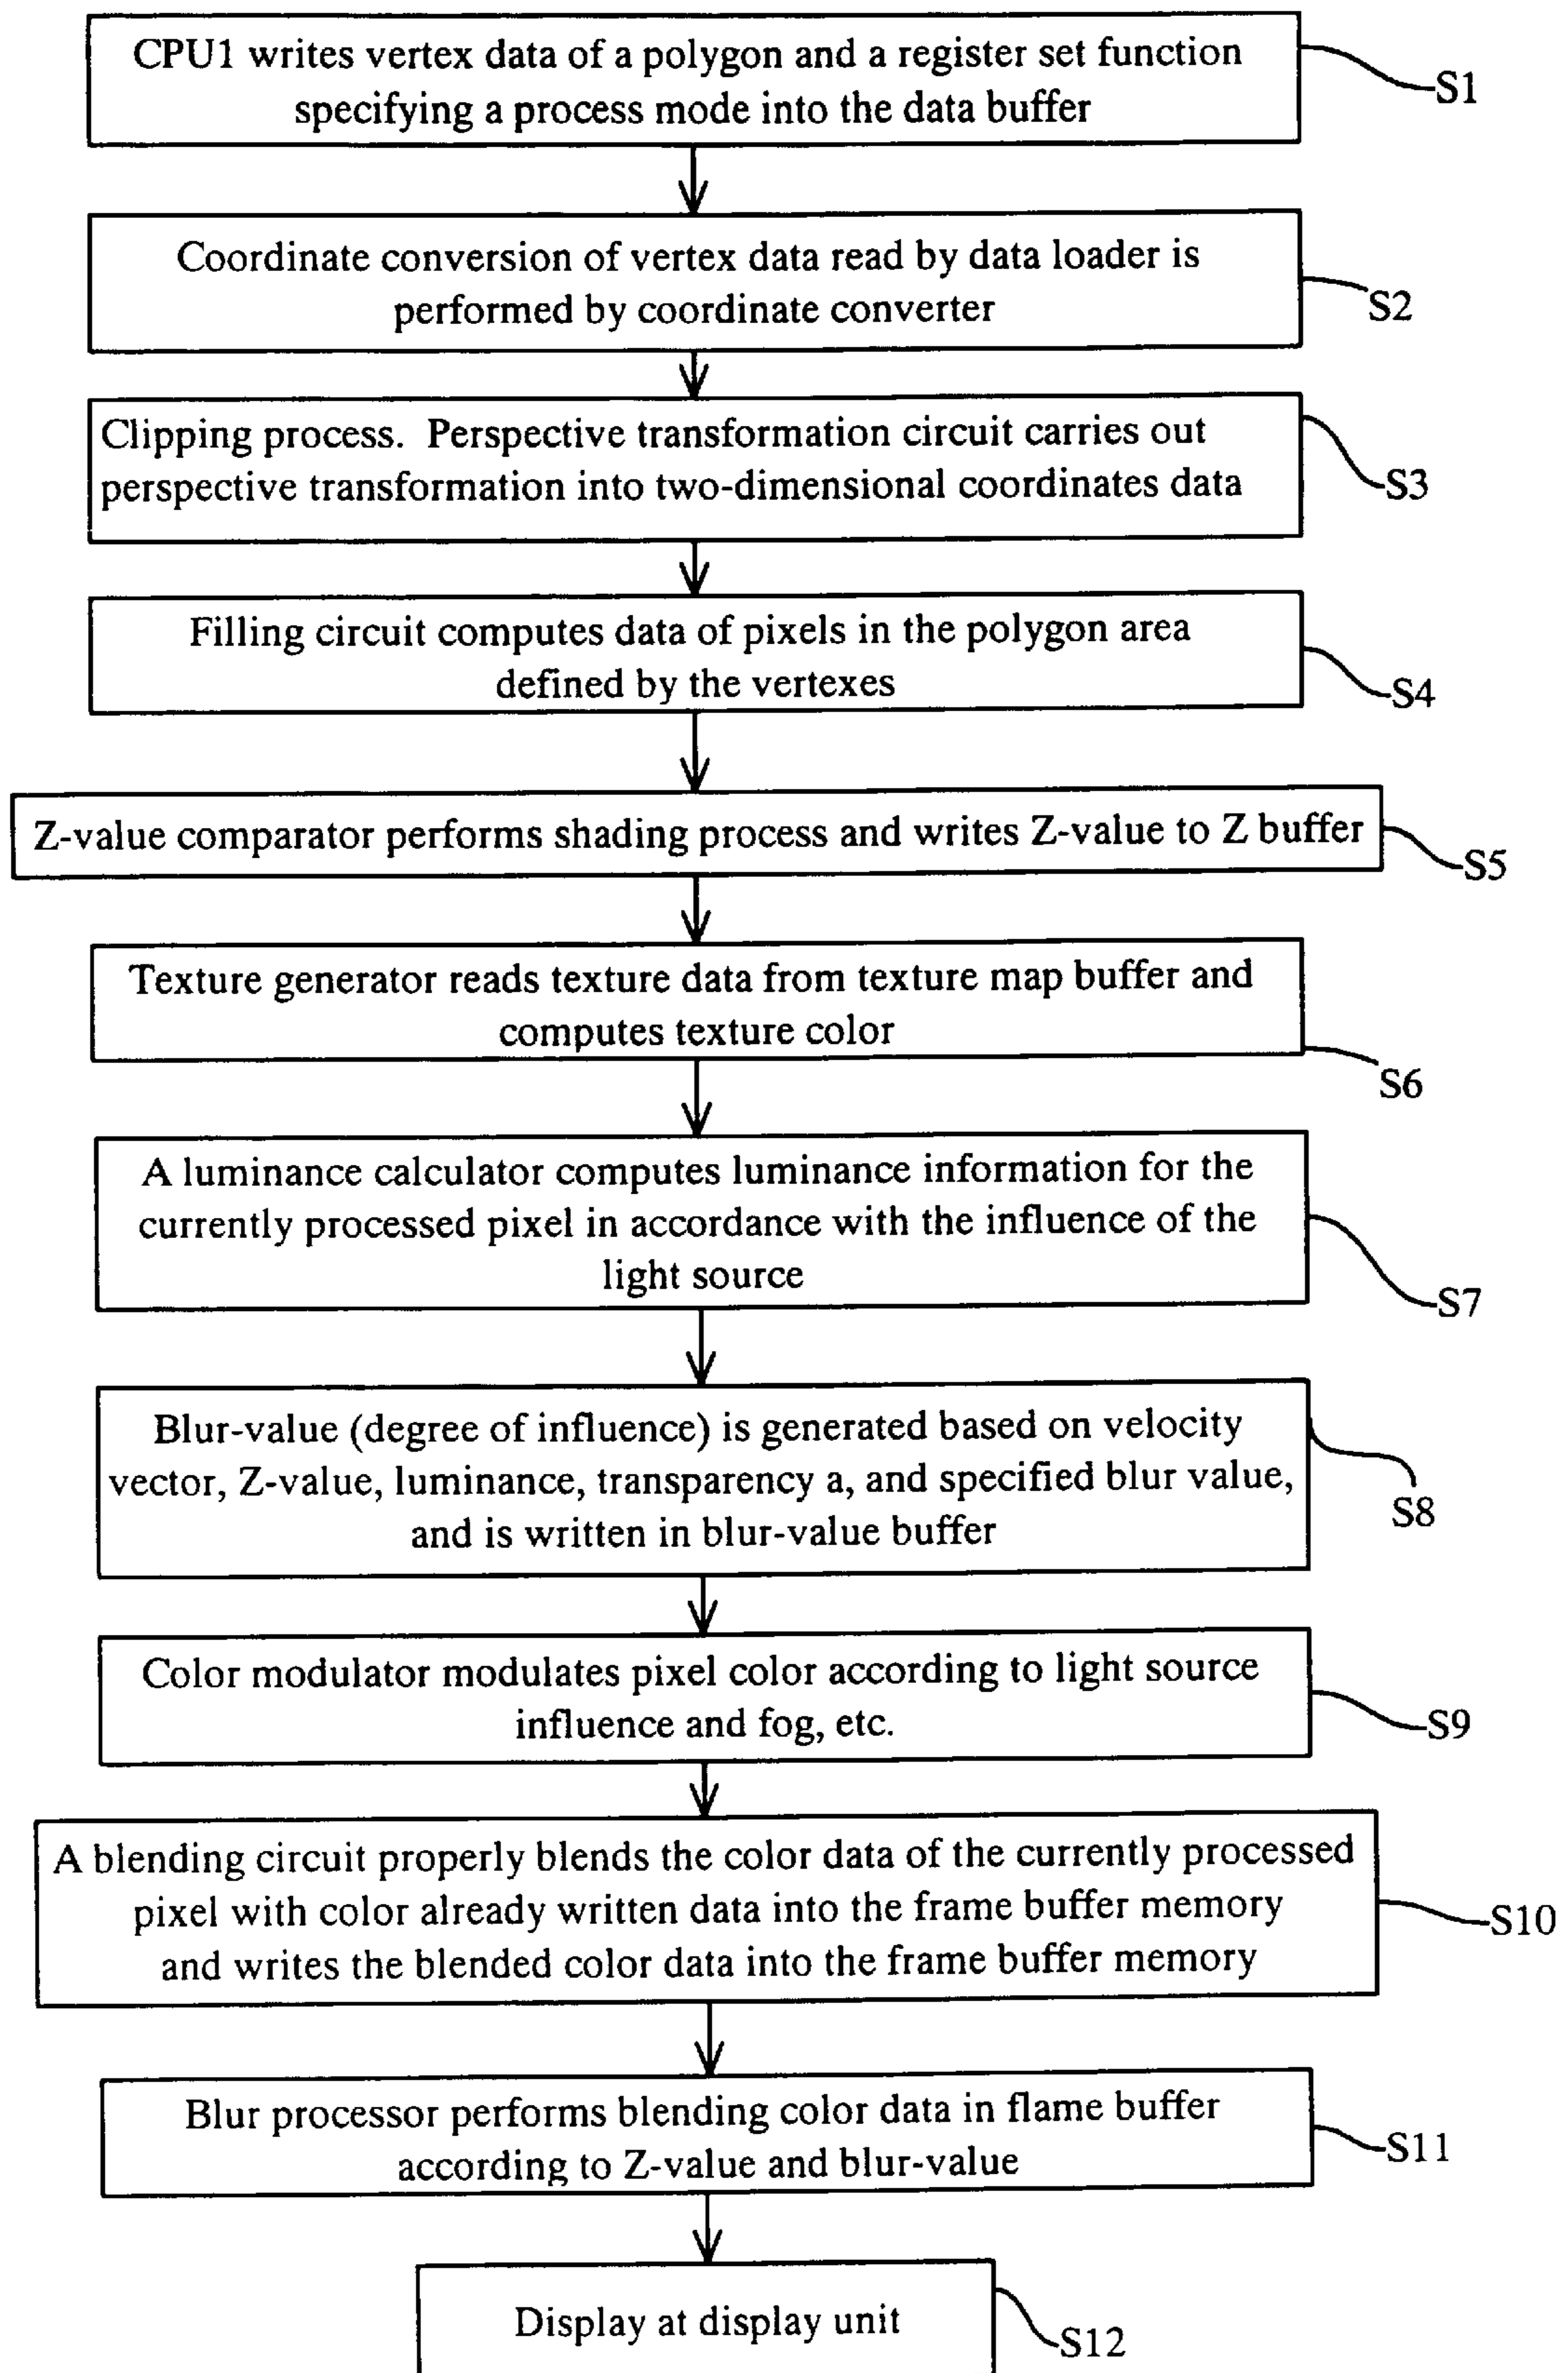 CPU1 writes vertex data of a polygon and a register set function
specifying a process mode into the data buffer
S1
Coordinate conversion of vertex data read by data loader is
performed by coordinate converter
S2
Clipping process. Perspective transformation circuit carries out
perspective transformation into two-dimensional coordinates data
S3
Filling circuit computes data of pixels in the polygon area
defined by the vertexes
S4
Z-value comparator performs shading process and writes Z-value to Z buffer
S5
Texture generator reads texture data from texture map buffer and
computes texture color
S6
A luminance calculator computes luminance information for the
currently processed pixel in accordance with the influence of the
light source
S7
Blur-value (degree of influence) is generated based on velocity
vector, Z-value, luminance, transparency a, and specified blur value,
and is written in blur-value buffer
S8
Color modulator modulates pixel color according to light source
influence and fog, etc.
S9
A blending circuit properly blends the color data of the currently processed
pixel with color already written data into the frame buffer memory
and writes the blended color data into the frame buffer memory
S10
Blur processor performs blending color data in flame buffer
according to Z-value and blur-value
S11
Display at display unit
S12